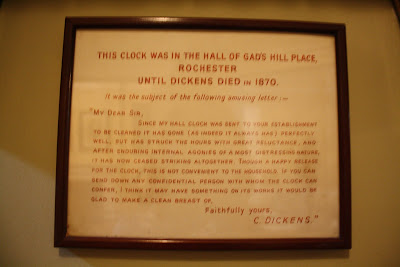 THIS CLOCK WAS IN THE HALL OF GAD'S HILL PLACE,
ROCHESTER
UNTIL DICKENS DIED IN 1870.
It was the subject of the following amusing letter:—
"MY DEAR SIR,
SINCE MY HALL CLOCK WAS SENT TO YOUR ESTABLISHMENT
TO BE CLEANED IT HAS GONE (AS INDEED IT ALWAYS HAS) PERFECTLY
WELL, BUT HAS STRUCK THE HOURS WITH GREAT RELUCTANCE, AND
AFTER ENDURING INTERNAL AGONIES OF A MOST DISTRESSING NATURE,
IT HAS NOW CEASED STRIKING ALTOGETHER. THOUGH A HAPPY RELEASE
FOR THE CLOCK, THIS IS NOT CONVENIENT TO THE HOUSEHOLD. IF YOU CAN
SEND DOWN ANY CONFIDENTIAL PERSON WITH WHOM THE CLOCK CAN
CONFER, I THINK IT MAY HAVE SOMETHING ON ITS WORKS IT WOULD BE
GLAD TO MAKE A CLEAN BREAST OF.
Faithfully yours,
C. DICKENS."